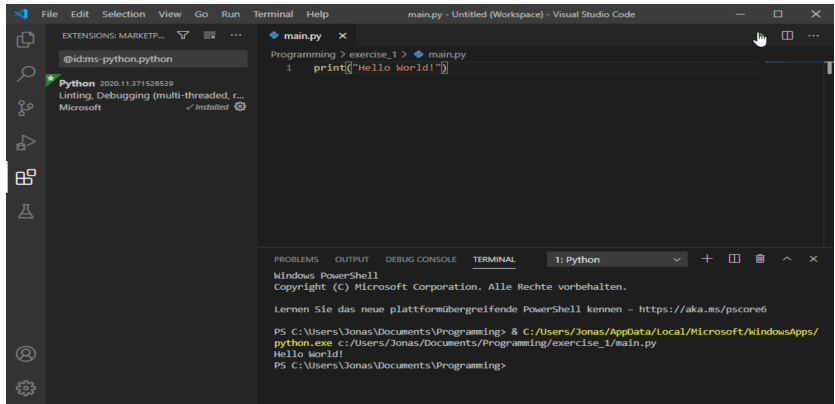 File Edit Selection View Go Run Terminal Help main.py - Untitled (Workspace) - Visual Studio Code
EXTENSIONS: MARKETP... 
@id:ms-python.python
Python 2020.11.371526539
Linting, Debugging (multi-threaded, r...
Microsoft ✓ Installed
main.py ×
Programming > exercise_1 > main.py
1 print("Hello World!")
PROBLEMS OUTPUT DEBUG CONSOLE TERMINAL 1: Python
Windows PowerShell
Copyright (C) Microsoft Corporation. Alle Rechte vorbehalten.
Lernen Sie das neue plattformübergreifende PowerShell kennen – https://aka.ms/pscore6
PS C:\Users\Jonas\Documents\Programming> & C:/Users/Jonas/AppData/Local/Microsoft/WindowsApps/
python.exe c:/Users/Jonas/Documents/Programming/exercise_1/main.py
Hello World!
PS C:\Users\Jonas\Documents\Programming>